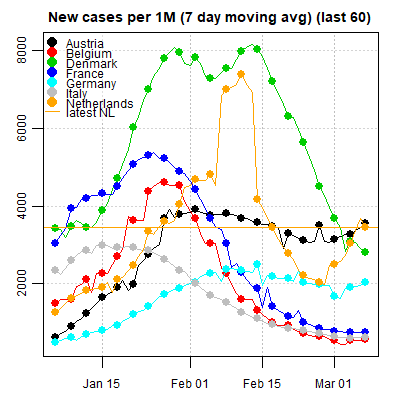 New cases per 1M (7 day moving avg) (last 60)
8000
6000
4000
2000
Austria
Belgium
Denmark
France
Germany
Italy
Netherlands
latest NL
Jan 15 Feb 01 Feb 15 Mar 01